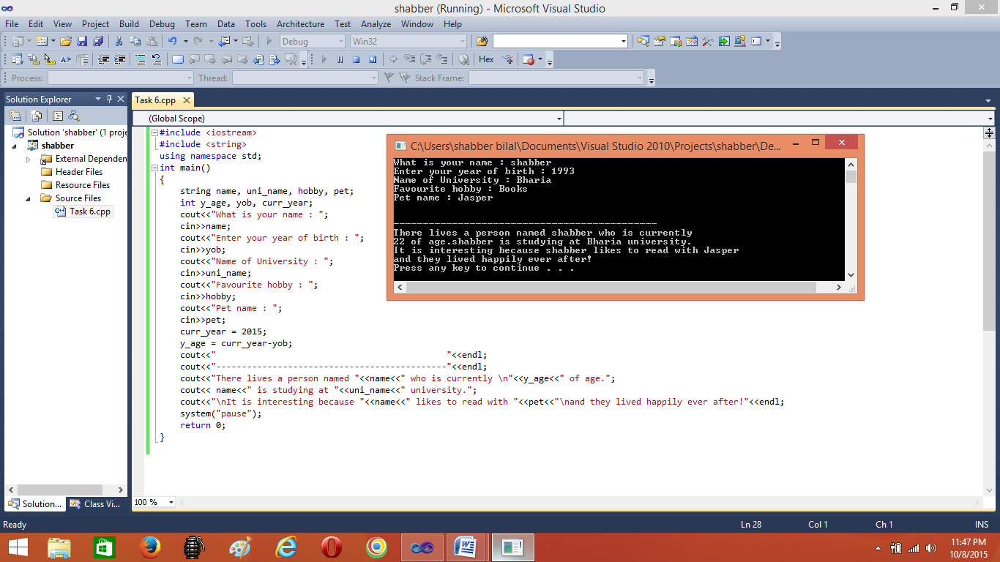 shabber (Running) - Microsoft Visual Studio
File Edit View Project Build Debug Team Data Tools Architecture Test Analyze Window Help
Debug Win32
Hex
Process: Thread: Stack Frame:
Solution Explorer
Task 6.cpp
(Global Scope)
Solution 'shabber' (1 proje
shabber
External Dependen
Header Files
Resource Files
Source Files
Task 6.cpp
#include <iostream>
#include <string>
using namespace std;
int main()
{
string name, uni_name, hobby, pet;
int y_age, yob, curr_year;
cout<<"What is your name : ";
cin>>name;
cout<<"Enter your year of birth : ";
cin>>yob;
cout<<"Name of University : ";
cin>>uni_name;
cout<<"Favourite hobby : ";
cin>>hobby;
cout<<"Pet name : ";
cin>>pet;
curr_year = 2015;
y_age = curr_year-yob;
cout<<"                                             "<<endl;
cout<<"---------------------------------------------"<<endl;
cout<<"There lives a person named "<<name<<" who is currently \n"<<y_age<<" of age.";
cout<< name<<" is studying at "<<uni_name<<" university.";
cout<<"\nIt is interesting because "<<name<<" likes to read with "<<pet<<"\nand they lived happily ever after!"<<endl;
system("pause");
return 0;
}
C:\Users\shabber bilal\Documents\Visual Studio 2010\Projects\shabber\De...
What is your name : shabber
Enter your year of birth : 1993
Name of University : Bharia
Favourite hobby : Books
Pet name : Jasper
---------------------------------------------
There lives a person named shabber who is currently
22 of age.shabber is studying at Bharia university.
It is interesting because shabber likes to read with Jasper
and they lived happily ever after!
Press any key to continue . . .
100 %
Solution... Class Vi...
Ready Ln 28 Col 1 Ch 1 INS
11:47 PM
10/8/2015